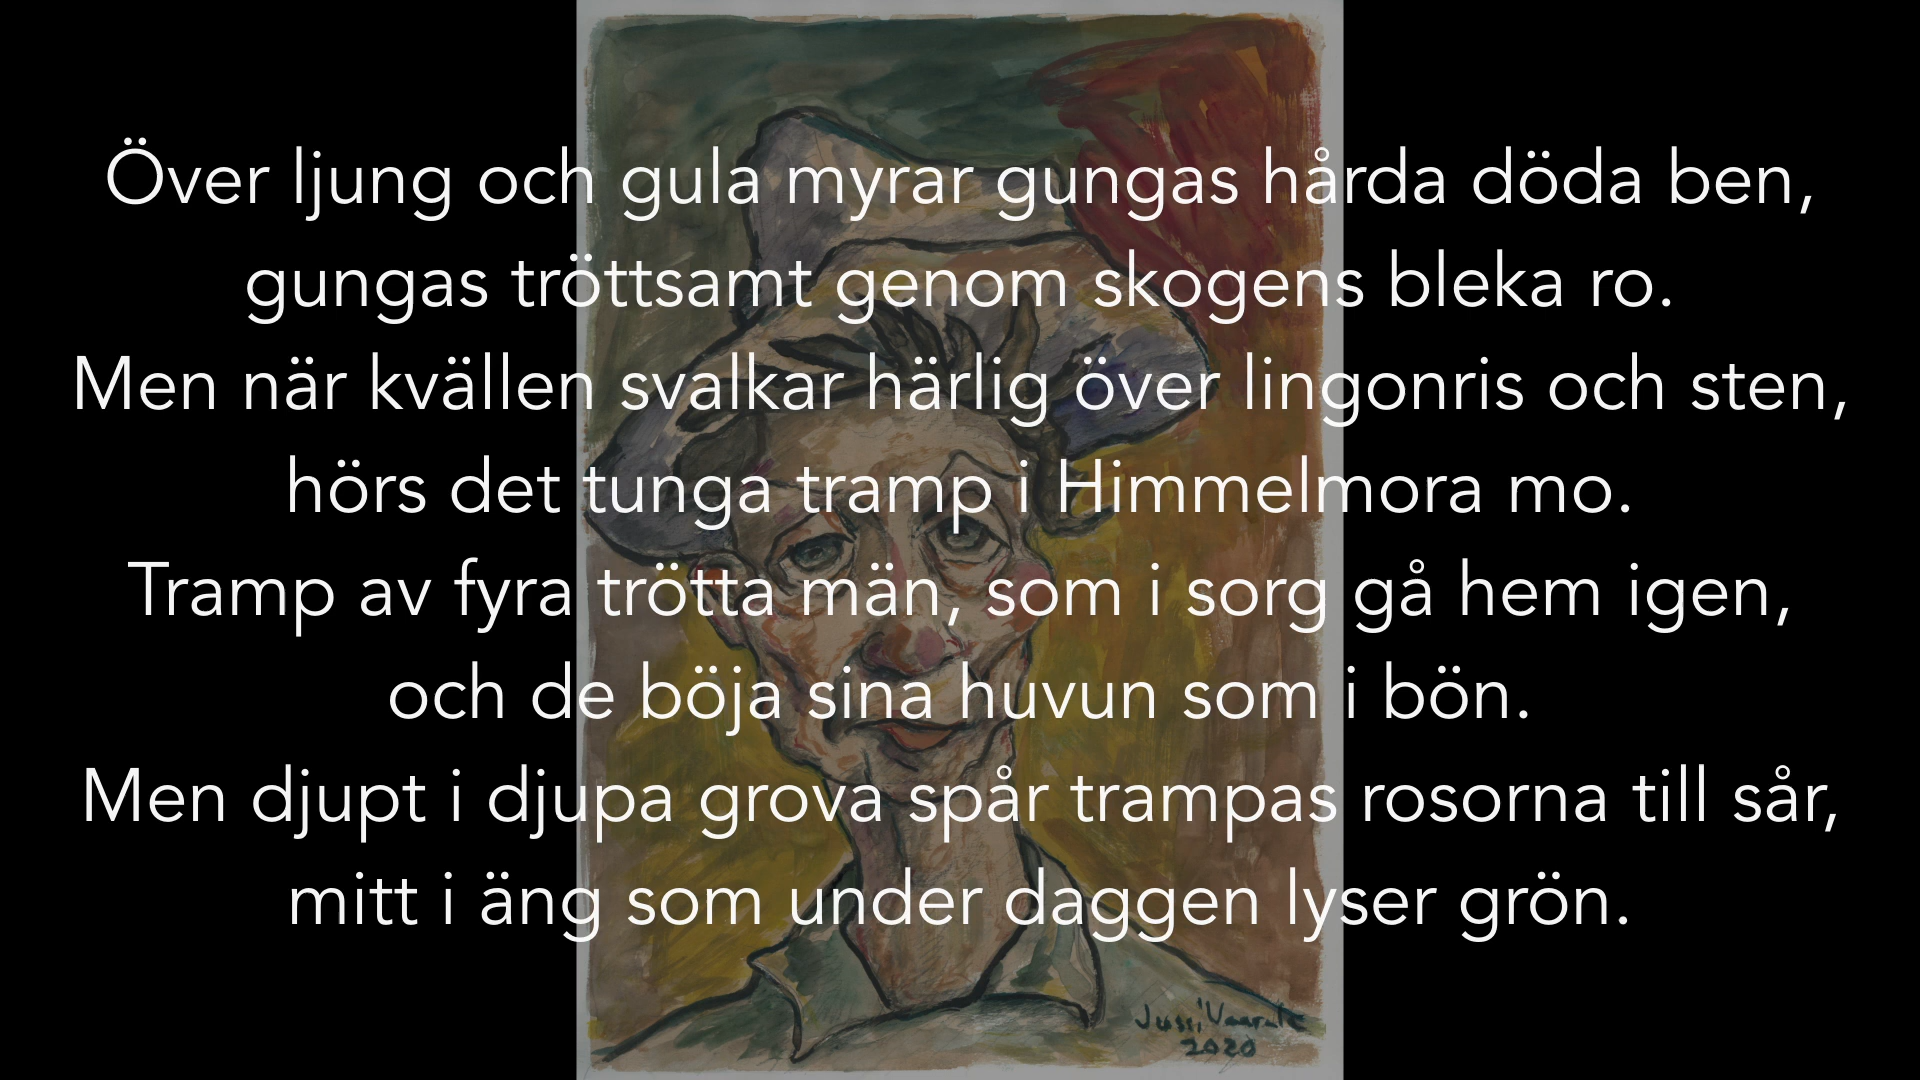 Över ljung och gula myrar gungas hårda döda ben,
gungas tröttsamt genom skogens bleka ro.
Men när kvällen svalkar härlig över lingonris och sten,
hörs det tunga tramp i Himmelmora mo.
Tramp av fyra trötta män, som i sorg gå hem igen,
och de böja sina huvun som i bön.
Men djupt i djupa grova spår trampas rosorna till sår,
mitt i äng som under daggen lyser grön.
Jussi
2020